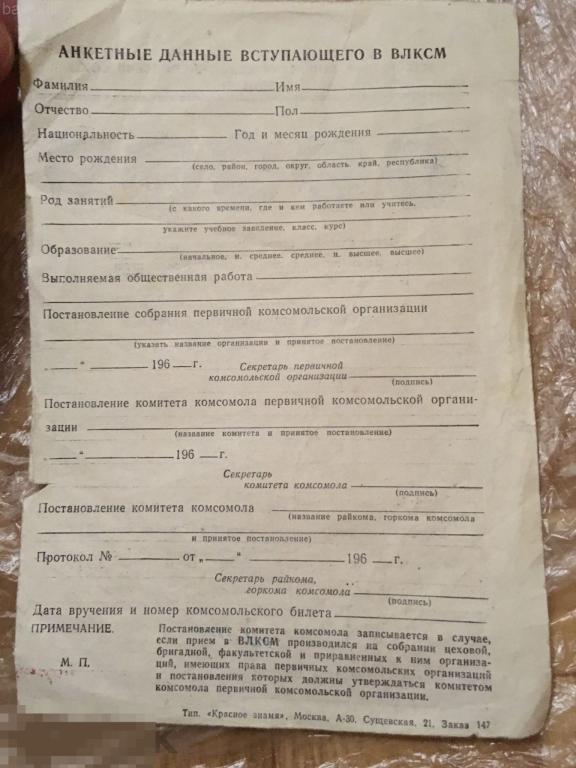 АНКЕТНЫЕ ДАННЫЕ ВСТУПАЮЩЕГО В ВЛКСМ
Фамилия Имя
Отчество Пол
Национальность Год и месяц рождения
Место рождения
(село, район, город, округ, область, край, республика)
Род занятий
(с какого времени, где и кем работаете или учитесь,
укажите учебное заведение, класс, курс)
Образование
(начальное, н. среднее, среднее, н. высшее, высшее)
Выполняемая общественная работа
Постановление собрания первичной комсомольской организации
(указать название организации и принятое постановление)
„ “ 196 г. Секретарь первичной
комсомольской организации
(подпись)
Постановление комитета комсомола первичной комсомольской органи-
зации
(название комитета и принятое постановление)
„ “ 196 г.
Секретарь
комитета комсомола
(подпись)
Постановление комитета комсомола
(название райкома, горкома комсомола
и принятое постановление)
Протокол № от „ “ 196 г.
Секретарь райкома,
горкома комсомола
(подпись)
Дата вручения и номер комсомольского билета
ПРИМЕЧАНИЕ. Постановление комитета комсомола записывается в случае,
если прием в ВЛКСМ производился на собрании цеховой,
бригадной, факультетской и приравненных к ним организа-
М. П. ций, имеющих права первичных комсомольских организаций
и постановления которых должны утверждаться комитетом
комсомола первичной комсомольской организации.
Тип. «Красное знамя», Москва, А-30, Сущевская, 21, Заказ 147